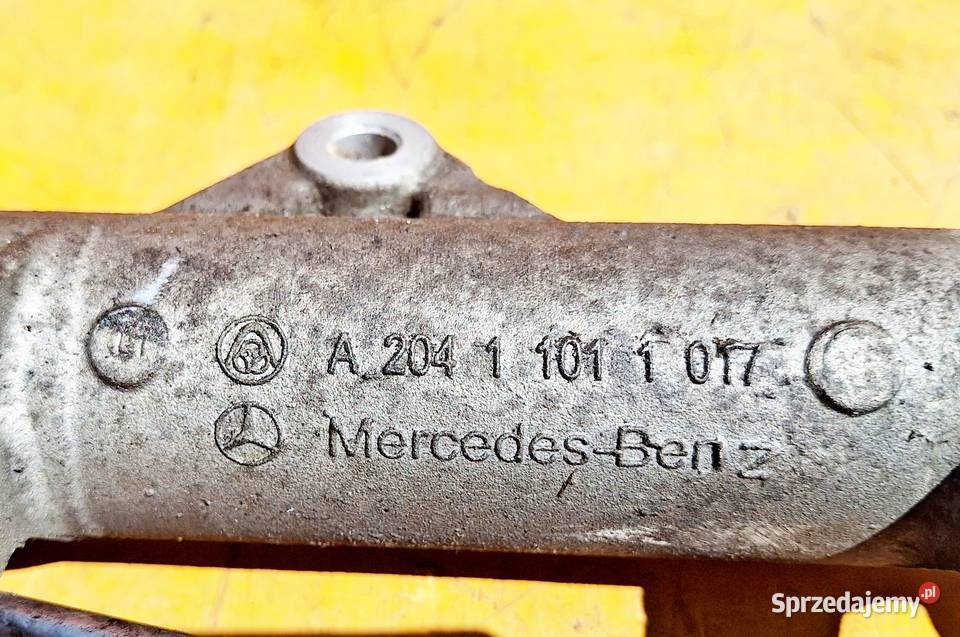 A 204 1 101 1 017
Mercedes-Benz
Sprzedajemy.pl